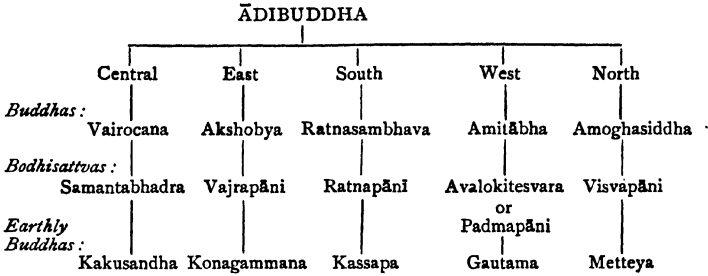 ĀDIBUDDHA
Central East South West North
Buddhas :
Vairocana Akshobya Ratnasambhava Amitābha Amoghasiddha
Bodhisattvas :
Samantabhadra Vajrapāni Ratnapānī Avalokitesvara Visvapāni
or
Earthly Padmapāni
Buddhas :
Kakusandha Konagammana Kassapa Gautama Metteya